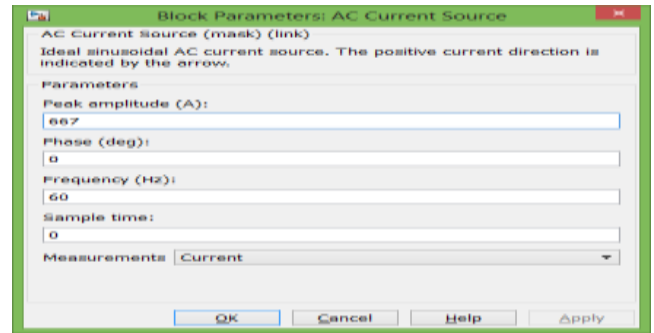 Block Parameters: AC Current Source
AC Current Source (mask) (link)
Ideal sinusoidal AC current source. The positive current direction is
indicated by the arrow.
Parameters
Peak amplitude (A):
667
Phase (deg):
0
Frequency (Hz):
60
Sample time:
0
Measurements Current
OK Cancel Help Apply